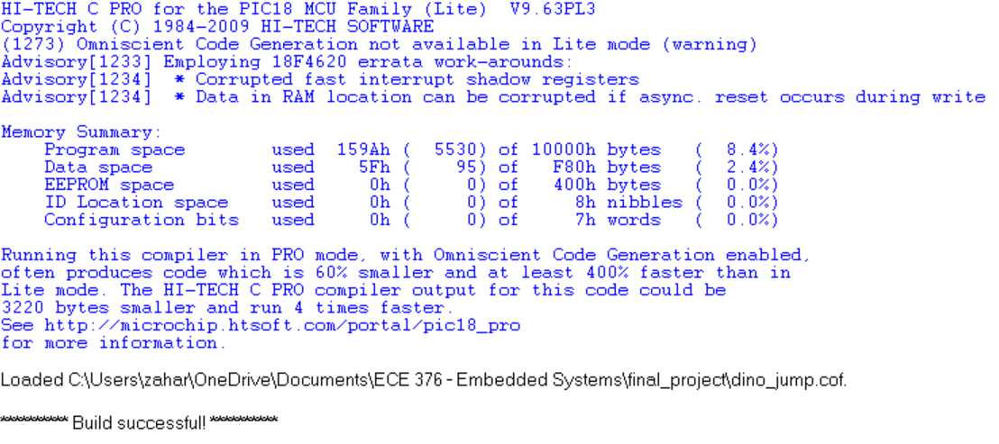 HI-TECH C PRO for the PIC18 MCU Family (Lite)  V9.63PL3
Copyright (C) 1984-2009 HI-TECH SOFTWARE
(1273) Omniscient Code Generation not available in Lite mode (warning)
Advisory[1233] Employing 18F4620 errata work-arounds:
Advisory[1234]  * Corrupted fast interrupt shadow registers
Advisory[1234]  * Data in RAM location can be corrupted if async. reset occurs during write
Memory Summary:
    Program space        used   159Ah (  5530) of 10000h bytes   (  8.4%)
    Data space           used     5Fh (    95) of   F80h bytes   (  2.4%)
    EEPROM space         used      0h (     0) of   400h bytes   (  0.0%)
    ID Location space    used      0h (     0) of     8h nibbles (  0.0%)
    Configuration bits   used      0h (     0) of     7h words   (  0.0%)
Running this compiler in PRO mode, with Omniscient Code Generation enabled,
often produces code which is 60% smaller and at least 400% faster than in
Lite mode. The HI-TECH C PRO compiler output for this code could be
3220 bytes smaller and run 4 times faster.
See http://microchip.htsoft.com/portal/pic18_pro
for more information.
Loaded C:\Users\zahar\OneDrive\Documents\ECE 376 - Embedded Systems\final_project\dino_jump.cof.
********** Build successful! **********